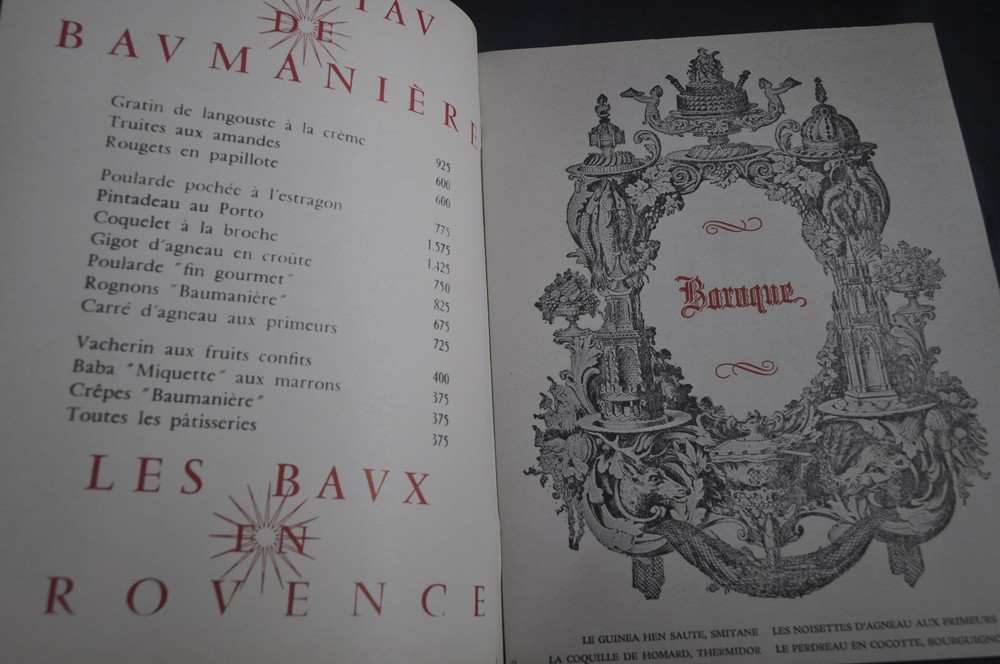 TAV
DE
BAVMANIÈRE
Gratin de langouste à la crème 925
Truites aux amandes 600
Rougets en papillote 600
Poularde pochée à l'estragon 775
Pintadeau au Porto 1.575
Coquelet à la broche 1.425
Gigot d'agneau en croûte 750
Poularde "fin gourmet" 825
Rognons "Baumanière" 675
Carré d'agneau aux primeurs 725
Vacherin aux fruits confits 400
Baba "Miquette" aux marrons 375
Crêpes "Baumanière" 375
Toutes les pâtisseries 375
LES BAVX
EN
ROVENCE
Baroque
LE GUINEA HEN SAUTE, SMITANE LES NOISETTES D'AGNEAU AUX PRIMEURS
LA COQUILLE DE HOMARD, THERMIDOR LE PERDREAU EN COCOTTE, BOURGUIGNO